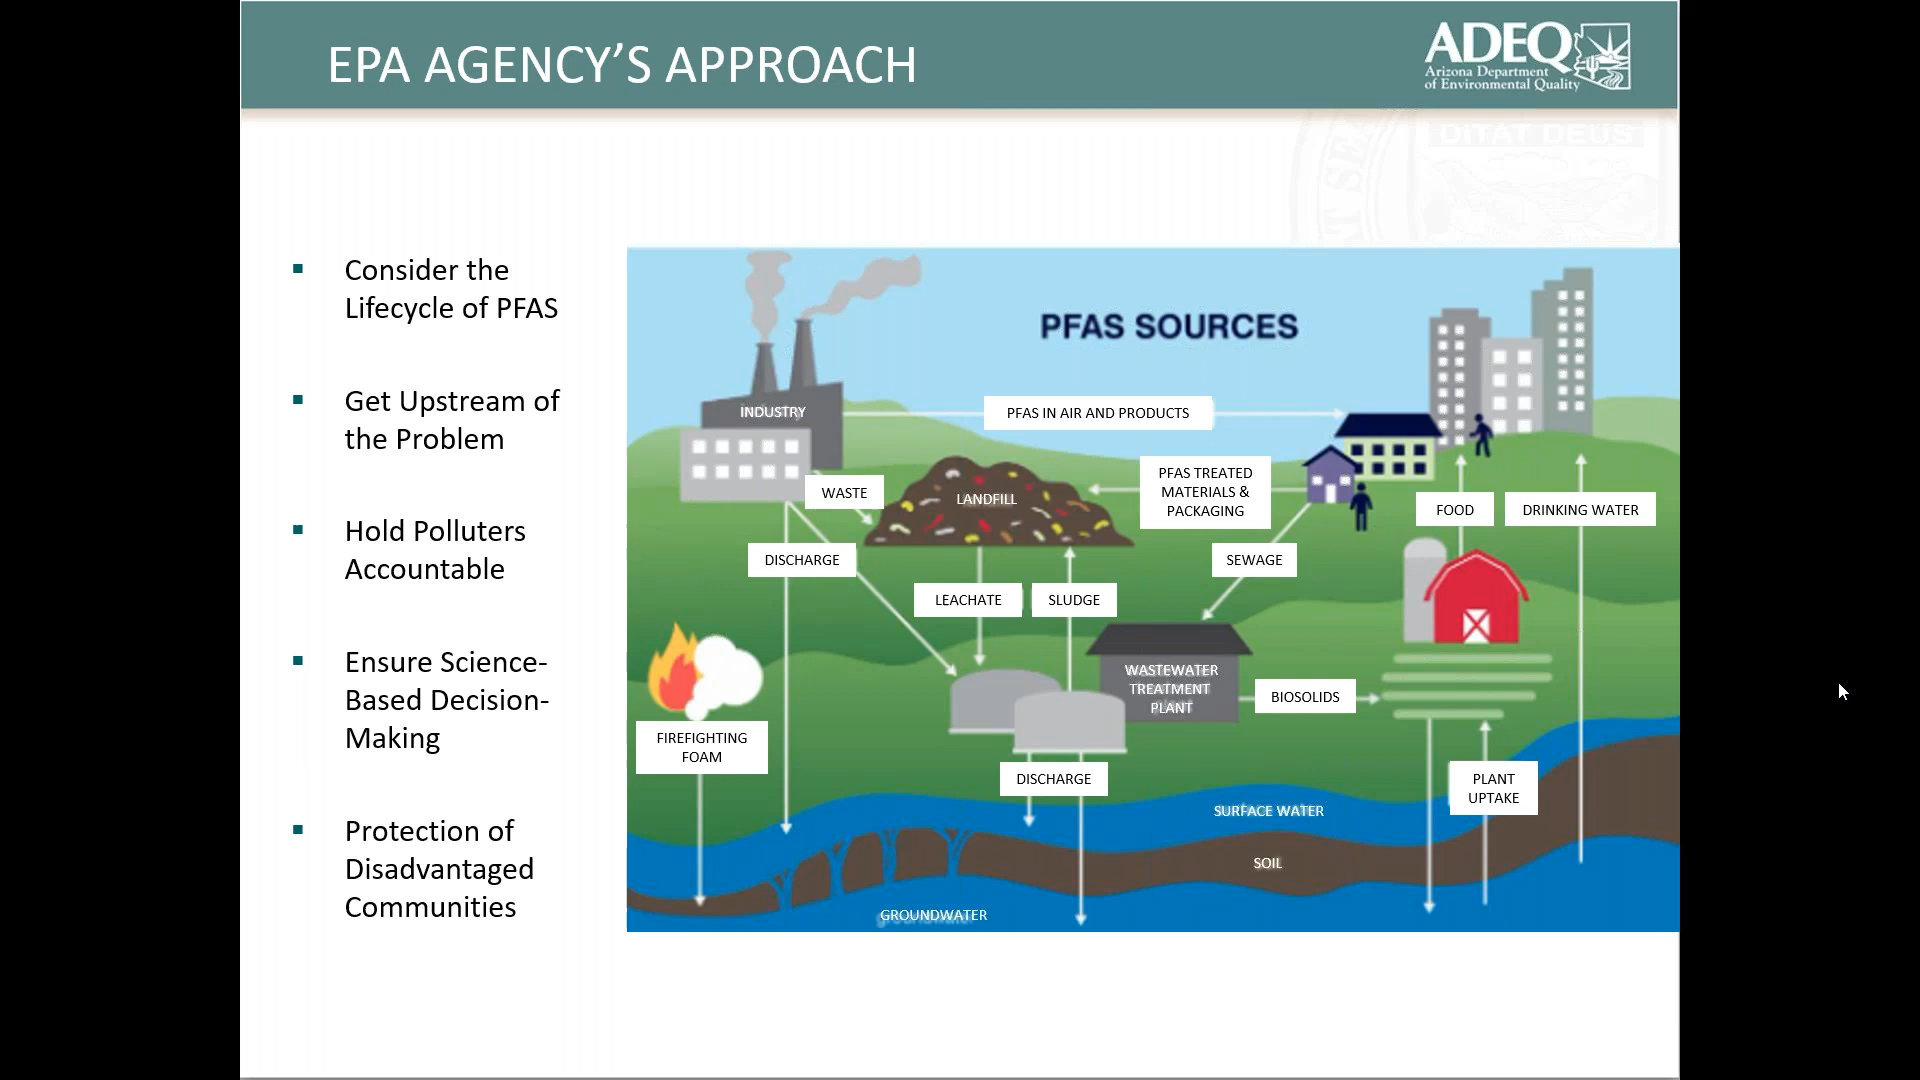 EPA AGENCY’S APPROACH
ADEQ
Arizona Department
of Environmental Quality
DITAT DEUS
Consider the
Lifecycle of PFAS
Get Upstream of
the Problem
Hold Polluters
Accountable
Ensure Science-
Based Decision-
Making
Protection of
Disadvantaged
Communities
PFAS SOURCES
INDUSTRY
PFAS IN AIR AND PRODUCTS
WASTE
LANDFILL
PFAS TREATED
MATERIALS &
PACKAGING
FOOD
DRINKING WATER
DISCHARGE
SEWAGE
LEACHATE
SLUDGE
WASTEWATER
TREATMENT
PLANT
BIOSOLIDS
FIREFIGHTING
FOAM
DISCHARGE
PLANT
UPTAKE
SURFACE WATER
SOIL
GROUNDWATER